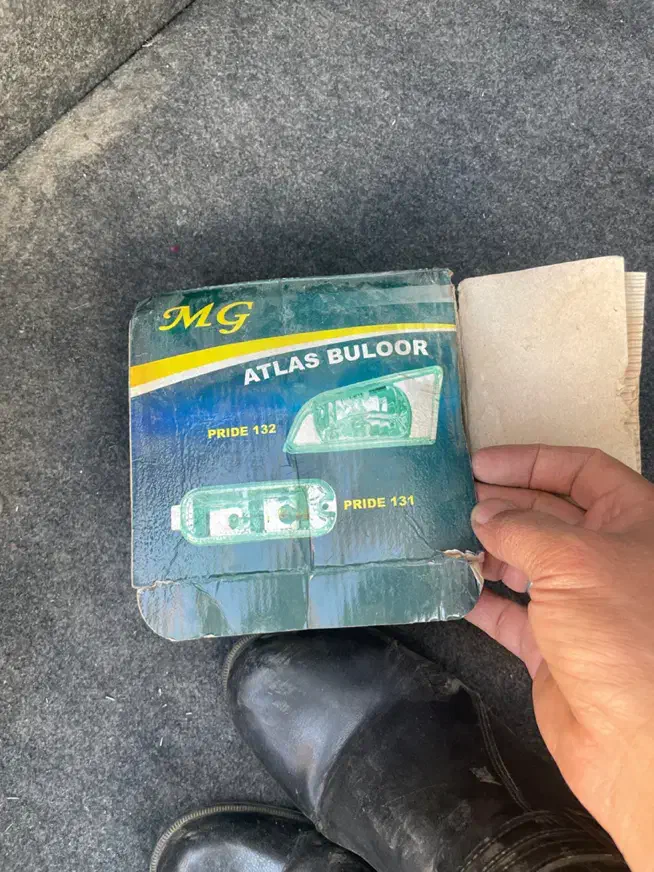 MG
ATLAS BULOOR
PRIDE 132
PRIDE 131